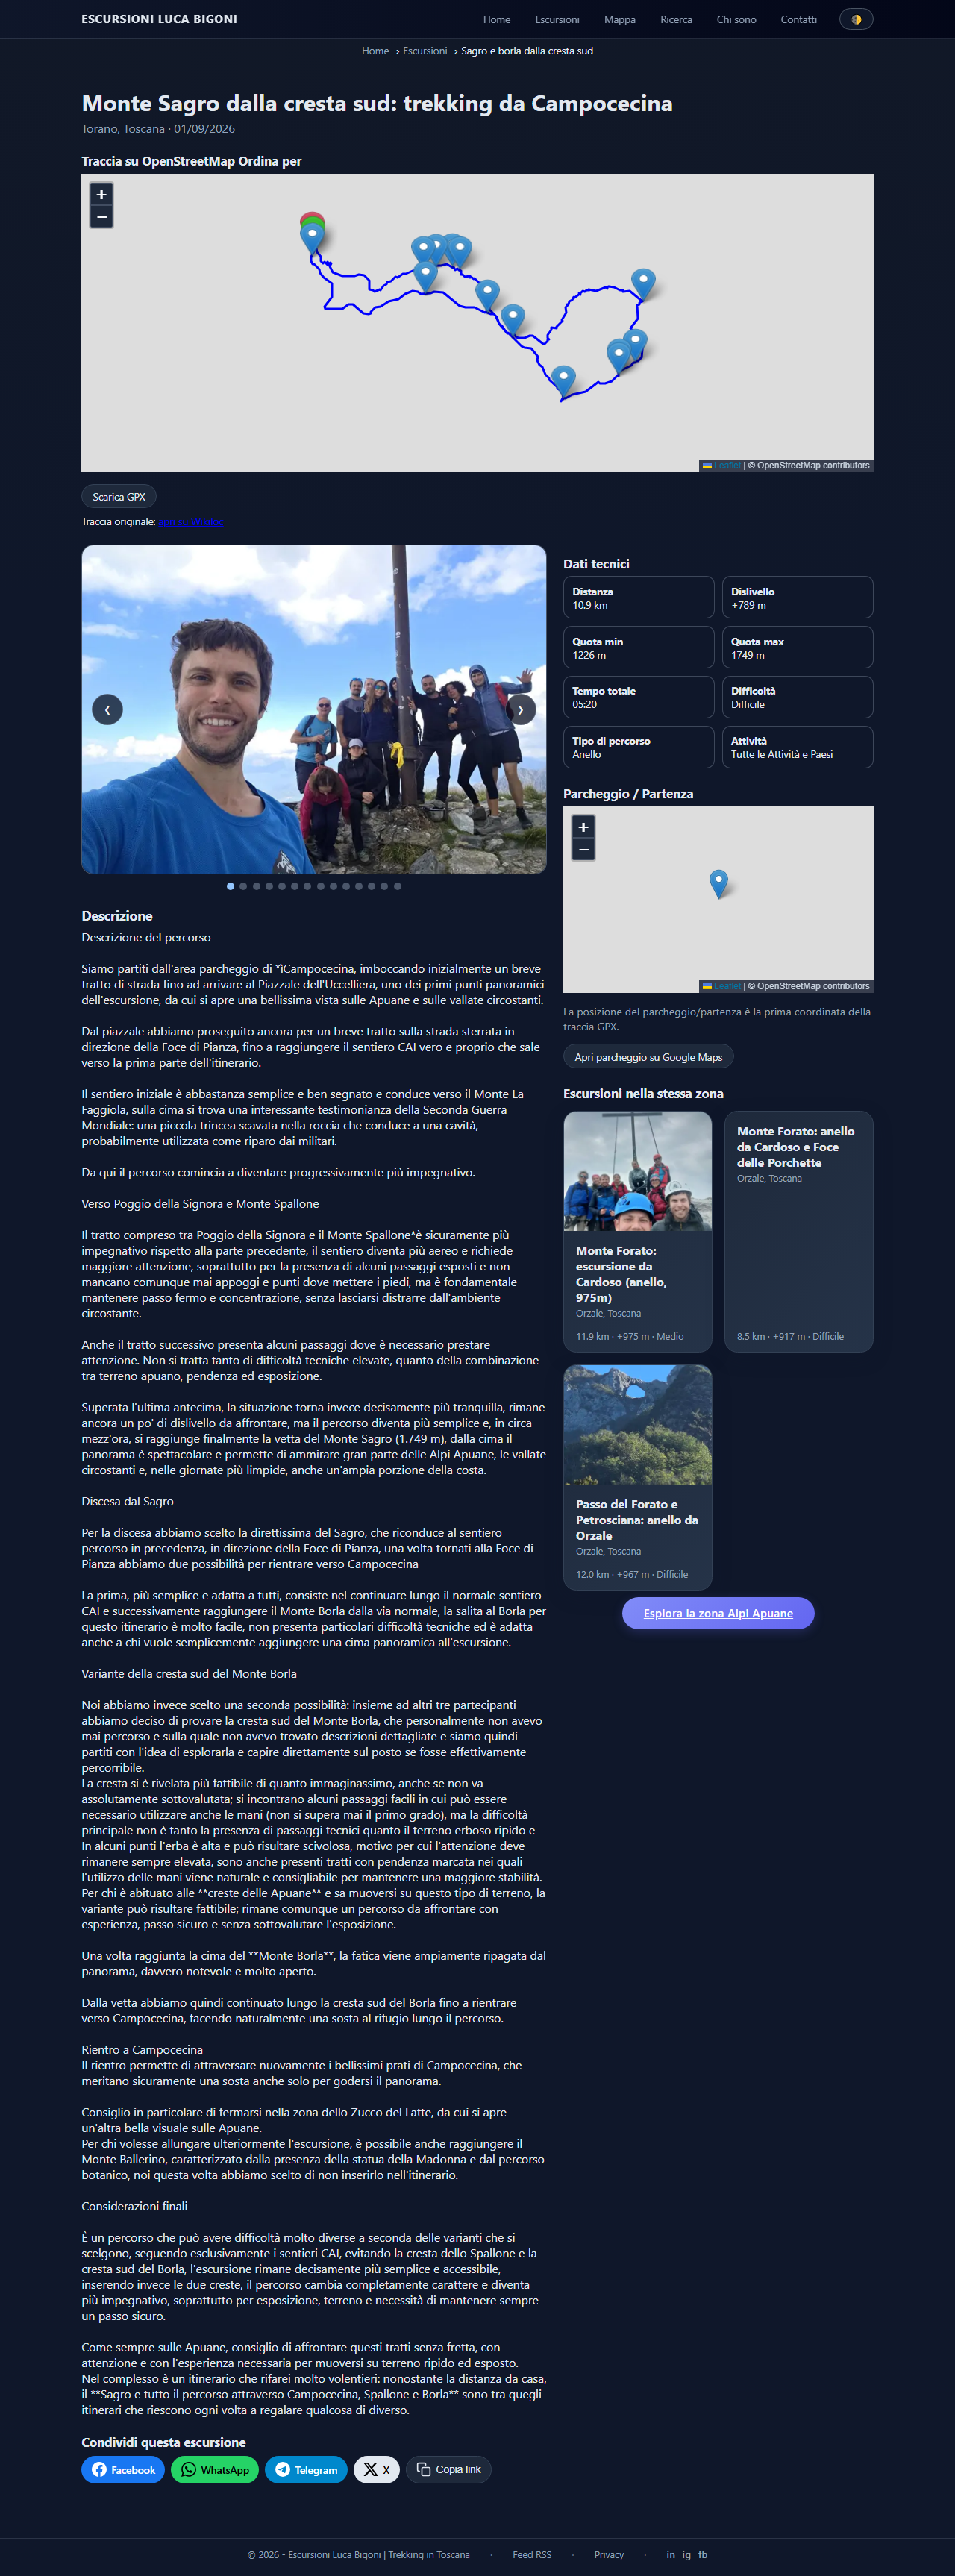 ESCURSIONI LUCA BIGONI
Home Escursioni Mappa Ricerca Chi sono Contatti
Home › Escursioni › Sagro e borla dalla cresta sud
Monte Sagro dalla cresta sud: trekking da Campocecina
Torano, Toscana · 01/09/2026
Traccia su OpenStreetMap Ordina per
+
−
Leaflet | © OpenStreetMap contributors
Scarica GPX
Traccia originale: apri su Wikiloc
❮ ❯
Descrizione
Descrizione del percorso
Siamo partiti dall'area parcheggio di *ìCampocecina, imboccando inizialmente un breve
tratto di strada fino ad arrivare al Piazzale dell'Uccelliera, uno dei primi punti panoramici
dell'escursione, da cui si apre una bellissima vista sulle Apuane e sulle vallate circostanti.
Dal piazzale abbiamo proseguito ancora per un breve tratto sulla strada sterrata in
direzione della Foce di Pianza, fino a raggiungere il sentiero CAI vero e proprio che sale
verso la prima parte dell'itinerario.
Il sentiero iniziale è abbastanza semplice e ben segnato e conduce verso il Monte La
Faggiola, sulla cima si trova una interessante testimonianza della Seconda Guerra
Mondiale: una piccola trincea scavata nella roccia che conduce a una cavità,
probabilmente utilizzata come riparo dai militari.
Da qui il percorso comincia a diventare progressivamente più impegnativo.
Verso Poggio della Signora e Monte Spallone
Il tratto compreso tra Poggio della Signora e il Monte Spallone*è sicuramente più
impegnativo rispetto alla parte precedente, il sentiero diventa più aereo e richiede
maggiore attenzione, soprattutto per la presenza di alcuni passaggi esposti e non
mancano comunque mai appoggi e punti dove mettere i piedi, ma è fondamentale
mantenere passo fermo e concentrazione, senza lasciarsi distrarre dall'ambiente
circostante.
Anche il tratto successivo presenta alcuni passaggi dove è necessario prestare
attenzione. Non si tratta tanto di difficoltà tecniche elevate, quanto della combinazione
tra terreno apuano, pendenza ed esposizione.
Superata l'ultima antecima, la situazione torna invece decisamente più tranquilla, rimane
ancora un po' di dislivello da affrontare, ma il percorso diventa più semplice e, in circa
mezz'ora, si raggiunge finalmente la vetta del Monte Sagro (1.749 m), dalla cima il
panorama è spettacolare e permette di ammirare gran parte delle Alpi Apuane, le vallate
circostanti e, nelle giornate più limpide, anche un'ampia porzione della costa.
Discesa dal Sagro
Per la discesa abbiamo scelto la direttissima del Sagro, che riconduce al sentiero
percorso in precedenza, in direzione della Foce di Pianza, una volta tornati alla Foce di
Pianza abbiamo due possibilità per rientrare verso Campocecina
La prima, più semplice e adatta a tutti, consiste nel continuare lungo il normale sentiero
CAI e successivamente raggiungere il Monte Borla dalla via normale, la salita al Borla per
questo itinerario è molto facile, non presenta particolari difficoltà tecniche ed è adatta
anche a chi vuole semplicemente aggiungere una cima panoramica all'escursione.
Variante della cresta sud del Monte Borla
Noi abbiamo invece scelto una seconda possibilità: insieme ad altri tre partecipanti
abbiamo deciso di provare la cresta sud del Monte Borla, che personalmente non avevo
mai percorso e sulla quale non avevo trovato descrizioni dettagliate e siamo quindi
partiti con l'idea di esplorarla e capire direttamente sul posto se fosse effettivamente
percorribile.
La cresta si è rivelata più fattibile di quanto immaginassimo, anche se non va
assolutamente sottovalutata; si incontrano alcuni passaggi facili in cui può essere
necessario utilizzare anche le mani (non si supera mai il primo grado), ma la difficoltà
principale non è tanto la presenza di passaggi tecnici quanto il terreno erboso ripido e
In alcuni punti l'erba è alta e può risultare scivolosa, motivo per cui l'attenzione deve
rimanere sempre elevata, sono anche presenti tratti con pendenza marcata nei quali
l'utilizzo delle mani viene naturale e consigliabile per mantenere una maggiore stabilità.
Per chi è abituato alle **creste delle Apuane** e sa muoversi su questo tipo di terreno, la
variante può risultare fattibile; rimane comunque un percorso da affrontare con
esperienza, passo sicuro e senza sottovalutare l'esposizione.
Una volta raggiunta la cima del **Monte Borla**, la fatica viene ampiamente ripagata dal
panorama, davvero notevole e molto aperto.
Dalla vetta abbiamo quindi continuato lungo la cresta sud del Borla fino a rientrare
verso Campocecina, facendo naturalmente una sosta al rifugio lungo il percorso.
Rientro a Campocecina
Il rientro permette di attraversare nuovamente i bellissimi prati di Campocecina, che
meritano sicuramente una sosta anche solo per godersi il panorama.
Consiglio in particolare di fermarsi nella zona dello Zucco del Latte, da cui si apre
un'altra bella visuale sulle Apuane.
Per chi volesse allungare ulteriormente l'escursione, è possibile anche raggiungere il
Monte Ballerino, caratterizzato dalla presenza della statua della Madonna e dal percorso
botanico, noi questa volta abbiamo scelto di non inserirlo nell'itinerario.
Considerazioni finali
È un percorso che può avere difficoltà molto diverse a seconda delle varianti che si
scelgono, seguendo esclusivamente i sentieri CAI, evitando la cresta dello Spallone e la
cresta sud del Borla, l'escursione rimane decisamente più semplice e accessibile,
inserendo invece le due creste, il percorso cambia completamente carattere e diventa
più impegnativo, soprattutto per esposizione, terreno e necessità di mantenere sempre
un passo sicuro.
Come sempre sulle Apuane, consiglio di affrontare questi tratti senza fretta, con
attenzione e con l'esperienza necessaria per muoversi su terreno ripido ed esposto.
Nel complesso è un itinerario che rifarei molto volentieri: nonostante la distanza da casa,
il **Sagro e tutto il percorso attraverso Campocecina, Spallone e Borla** sono tra quegli
itinerari che riescono ogni volta a regalare qualcosa di diverso.
Condividi questa escursione
Facebook WhatsApp Telegram X Copia link
Dati tecnici
Distanza
10.9 km
Dislivello
+789 m
Quota min
1226 m
Quota max
1749 m
Tempo totale
05:20
Difficoltà
Difficile
Tipo di percorso
Anello
Attività
Tutte le Attività e Paesi
Parcheggio / Partenza
+
−
Leaflet | © OpenStreetMap contributors
La posizione del parcheggio/partenza è la prima coordinata della
traccia GPX.
Apri parcheggio su Google Maps
Escursioni nella stessa zona
Monte Forato:
escursione da
Cardoso (anello,
975m)
Orzale, Toscana
11.9 km · +975 m · Medio
Monte Forato: anello
da Cardoso e Foce
delle Porchette
Orzale, Toscana
8.5 km · +917 m · Difficile
Passo del Forato e
Petrosciana: anello da
Orzale
Orzale, Toscana
12.0 km · +967 m · Difficile
Esplora la zona Alpi Apuane
© 2026 - Escursioni Luca Bigoni | Trekking in Toscana · Feed RSS · Privacy · in ig fb